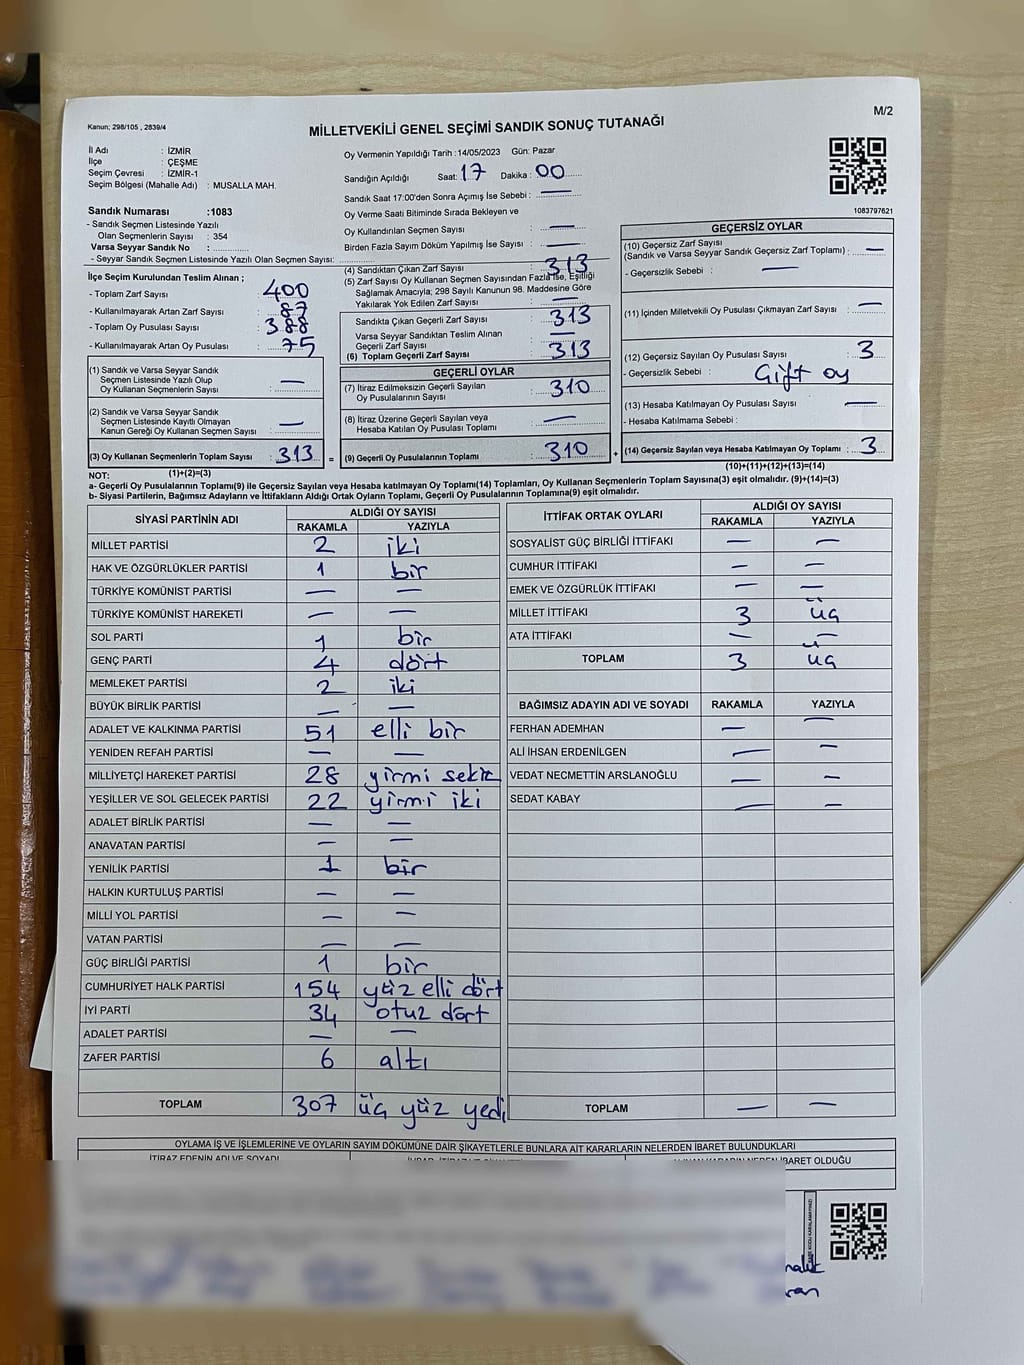 Kanun; 298/105 , 2839/4
M/2
MİLLETVEKİLİ GENEL SEÇİMİ SANDIK SONUÇ TUTANAĞI
İl Adı : İZMİR
İlçe : ÇEŞME
Seçim Çevresi : İZMİR-1
Seçim Bölgesi (Mahalle Adı) : MUSALLA MAH.
Oy Vermenin Yapıldığı Tarih :14/05/2023 Gün: Pazar
Sandığın Açıldığı Saat: 17 Dakika : 00
Sandık Saat 17:00'den Sonra Açımış İse Sebebi : —
Oy Verme Saati Bitiminde Sırada Bekleyen ve
Oy Kullandırılan Seçmen Sayısı : —
Birden Fazla Sayım Döküm Yapılmış İse Sayısı : —
1083797621
Sandık Numarası :1083
- Sandık Seçmen Listesinde Yazılı
Olan Seçmenlerin Sayısı : 354
Varsa Seyyar Sandık No :
- Seyyar Sandık Seçmen Listesinde Yazılı Olan Seçmen Sayısı:
İlçe Seçim Kurulundan Teslim Alınan ;
- Toplam Zarf Sayısı : 400
- Kullanılmayarak Artan Zarf Sayısı : 87
- Toplam Oy Pusulası Sayısı : 388
- Kullanılmayarak Artan Oy Pusulası : 75
(1) Sandık ve Varsa Seyyar Sandık
Seçmen Listesinde Yazılı Olup
Oy Kullanan Seçmenlerin Sayısı : —
(2) Sandık ve Varsa Seyyar Sandık
Seçmen Listesinde Kayıtlı Olmayan
Kanun Gereği Oy Kullanan Seçmen Sayısı : —
(3) Oy Kullanan Seçmenlerin Toplam Sayısı : 313 =
(1)+(2)=(3)
(4) Sandıktan Çıkan Zarf Sayısı : 313
(5) Zarf Sayısı Oy Kullanan Seçmen Sayısından Fazla İse, Eşitliği
Sağlamak Amacıyla; 298 Sayılı Kanunun 98. Maddesine Göre
Yakılarak Yok Edilen Zarf Sayısı : —
Sandıkta Çıkan Geçerli Zarf Sayısı : 313
Varsa Seyyar Sandıktan Teslim Alınan
Geçerli Zarf Sayısı : —
(6) Toplam Geçerli Zarf Sayısı : 313
GEÇERLİ OYLAR
(7) İtiraz Edilmeksizin Geçerli Sayılan
Oy Pusulalarının Sayısı : 310
(8) İtiraz Üzerine Geçerli Sayılan veya
Hesaba Katılan Oy Pusulası Toplamı : —
(9) Geçerli Oy Pusulalarının Toplamı : 310 +
GEÇERSİZ OYLAR
(10) Geçersiz Zarf Sayısı
(Sandık ve Varsa Seyyar Sandık Geçersiz Zarf Toplamı) : —
- Geçersizlik Sebebi : —
(11) İçinden Milletvekili Oy Pusulası Çıkmayan Zarf Sayısı : —
(12) Geçersiz Sayılan Oy Pusulası Sayısı : 3
- Geçersizlik Sebebi : Çift oy
(13) Hesaba Katılmayan Oy Pusulası Sayısı : —
- Hesaba Katılmama Sebebi :
(14) Geçersiz Sayılan veya Hesaba Katılmayan Oy Toplamı : 3
(10)+(11)+(12)+(13)=(14)
NOT:
a- Geçerli Oy Pusulalarının Toplamı(9) ile Geçersiz Sayılan veya Hesaba Katılmayan Oy Toplamı(14) Toplamları, Oy Kullanan Seçmenlerin Toplam Sayısına(3) eşit olmalıdır. (9)+(14)=(3)
b- Siyasi Partilerin, Bağımsız Adayların ve İttifakların Aldığı Ortak Oyların Toplamı, Geçerli Oy Pusulalarının Toplamına(9) eşit olmalıdır.
SİYASİ PARTİNİN ADI ALDIĞI OY SAYISI
RAKAMLA YAZIYLA
MİLLET PARTİSİ 2 iki
HAK VE ÖZGÜRLÜKLER PARTİSİ 1 bir
TÜRKİYE KOMÜNİST PARTİSİ — —
TÜRKİYE KOMÜNİST HAREKETİ — —
SOL PARTİ 1 bir
GENÇ PARTİ 4 dört
MEMLEKET PARTİSİ 2 iki
BÜYÜK BİRLİK PARTİSİ — —
ADALET VE KALKINMA PARTİSİ 51 elli bir
YENİDEN REFAH PARTİSİ — —
MİLLİYETÇİ HAREKET PARTİSİ 28 yirmi sekiz
YEŞİLLER VE SOL GELECEK PARTİSİ 22 yirmi iki
ADALET BİRLİK PARTİSİ — —
ANAVATAN PARTİSİ — —
YENİLİK PARTİSİ 1 bir
HALKIN KURTULUŞ PARTİSİ — —
MİLLİ YOL PARTİSİ — —
VATAN PARTİSİ — —
GÜÇ BİRLİĞİ PARTİSİ 1 bir
CUMHURİYET HALK PARTİSİ 154 yüz elli dört
İYİ PARTİ 34 otuz dört
ADALET PARTİSİ — —
ZAFER PARTİSİ 6 altı
TOPLAM 307 üç yüz yedi
İTTİFAK ORTAK OYLARI ALDIĞI OY SAYISI
RAKAMLA YAZIYLA
SOSYALİST GÜÇ BİRLİĞİ İTTİFAKI — —
CUMHUR İTTİFAKI — —
EMEK VE ÖZGÜRLÜK İTTİFAKI — —
MİLLET İTTİFAKI 3 üç
ATA İTTİFAKI — —
TOPLAM 3 üç
BAĞIMSIZ ADAYIN ADI VE SOYADI RAKAMLA YAZIYLA
FERHAN ADEMHAN — —
ALİ İHSAN ERDENİLGEN — —
VEDAT NECMETTİN ARSLANOĞLU — —
SEDAT KABAY — —
TOPLAM — —
OYLAMA İŞ VE İŞLEMLERİNE VE OYLARIN SAYIM DÖKÜMÜNE DAİR ŞİKAYETLERLE BUNLARA AİT KARARLARIN NELERDEN İBARET BULUNDUKLARI
İTİRAZ EDENİN ADI VE SOYADI
İBARET OLDUĞU